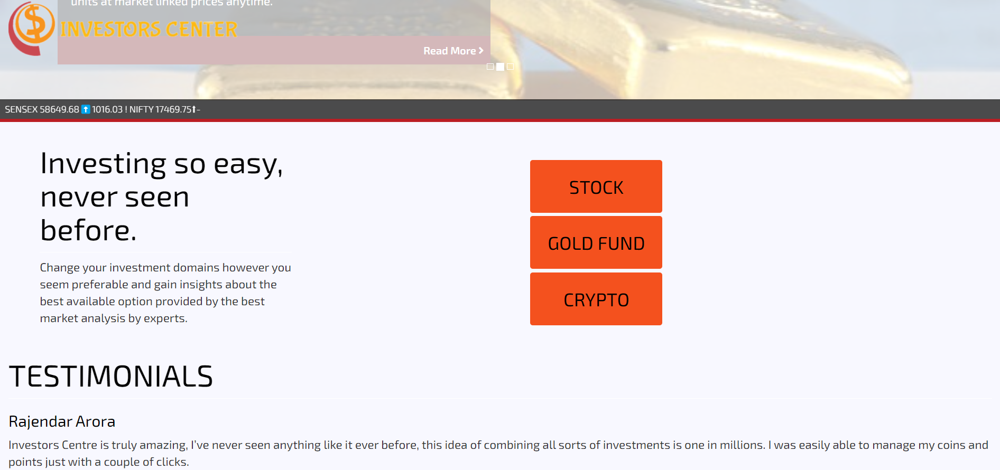 units at market linked prices anytime.
INVESTORS CENTER
Read More
SENSEX 58649.68 ⬆ 1016.03 ! NIFTY 17469.75⬆-
Investing so easy,
never seen
before.
Change your investment domains however you
seem preferable and gain insights about the
best available option provided by the best
market analysis by experts.
STOCK
GOLD FUND
CRYPTO
TESTIMONIALS
Rajendar Arora
Investors Centre is truly amazing, I've never seen anything like it ever before, this idea of combining all sorts of investments is one in millions. I was easily able to manage my coins and
points just with a couple of clicks.